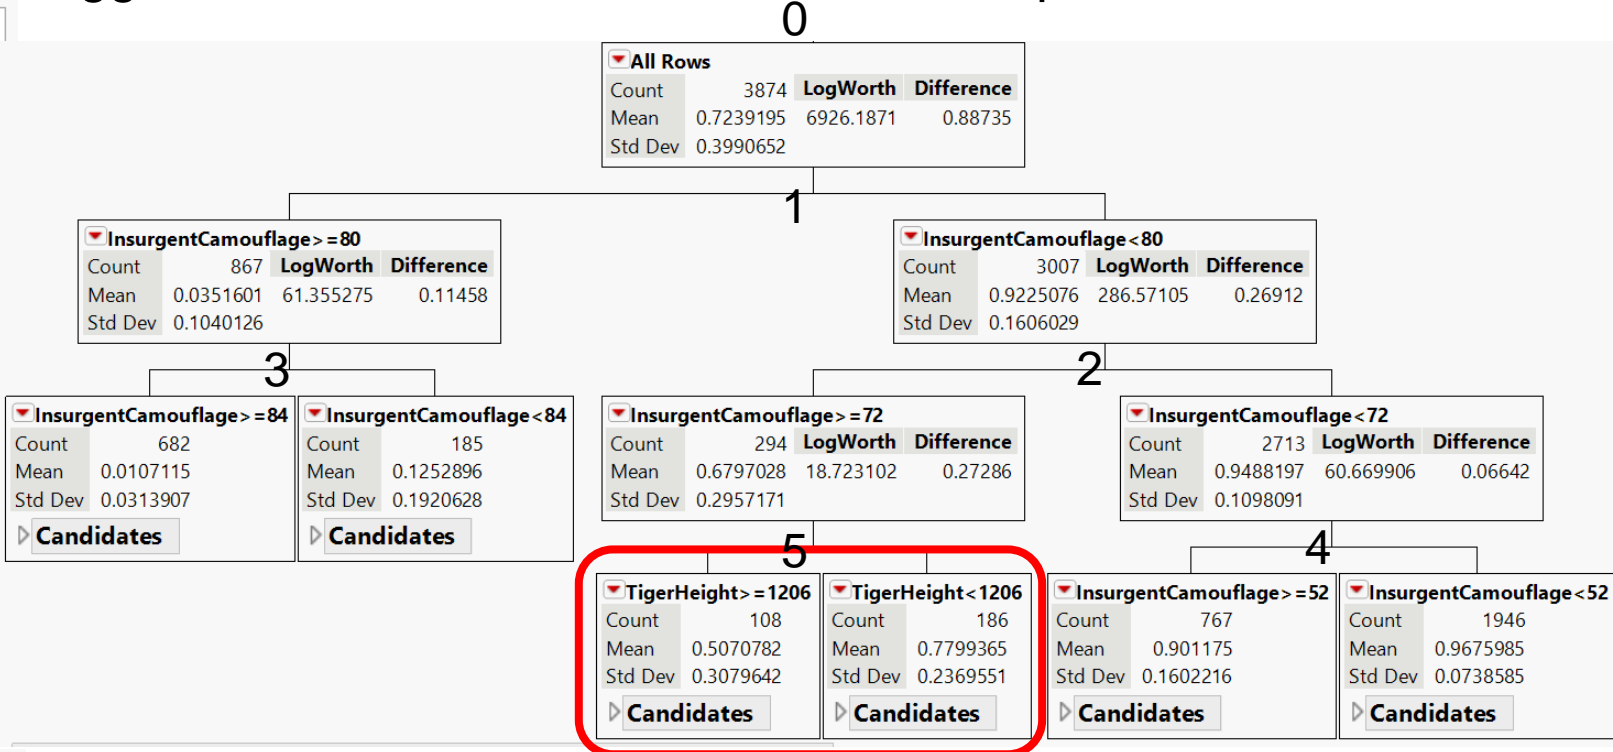 0
All Rows
Count 3874 LogWorth Difference
Mean 0.7239195 6926.1871 0.88735
Std Dev 0.3990652
1
InsurgentCamouflage>=80
Count 867 LogWorth Difference
Mean 0.0351601 61.355275 0.11458
Std Dev 0.1040126
InsurgentCamouflage<80
Count 3007 LogWorth Difference
Mean 0.9225076 286.57105 0.26912
Std Dev 0.1606029
3
2
InsurgentCamouflage>=84
Count 682
Mean 0.0107115
Std Dev 0.0313907
Candidates
InsurgentCamouflage<84
Count 185
Mean 0.1252896
Std Dev 0.1920628
Candidates
InsurgentCamouflage>=72
Count 294 LogWorth Difference
Mean 0.6797028 18.723102 0.27286
Std Dev 0.2957171
InsurgentCamouflage<72
Count 2713 LogWorth Difference
Mean 0.9488197 60.669906 0.06642
Std Dev 0.1098091
5
4
TigerHeight>=1206
Count 108
Mean 0.5070782
Std Dev 0.3079642
Candidates
TigerHeight<1206
Count 186
Mean 0.7799365
Std Dev 0.2369551
Candidates
InsurgentCamouflage>=52
Count 767
Mean 0.901175
Std Dev 0.1602216
Candidates
InsurgentCamouflage<52
Count 1946
Mean 0.9675985
Std Dev 0.0738585
Candidates